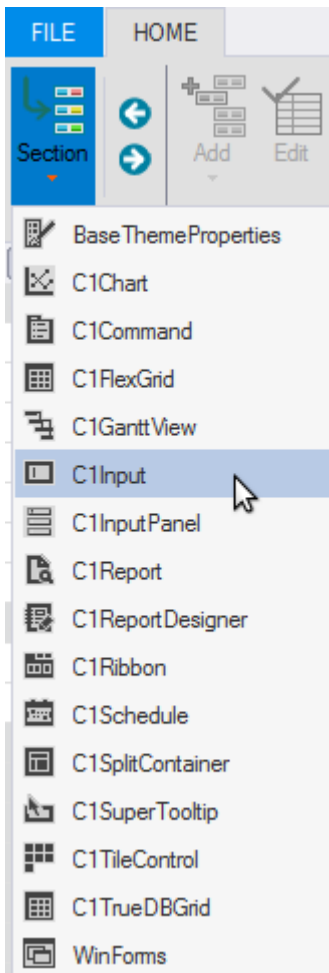 FILE
HOME
Section
Add
Edit
BaseThemeProperties
C1Chart
C1Command
C1FlexGrid
C1GanttView
C1Input
C1InputPanel
C1Report
C1ReportDesigner
C1Ribbon
C1Schedule
C1SplitContainer
C1SuperTooltip
C1TileControl
C1TrueDBGrid
WinForms